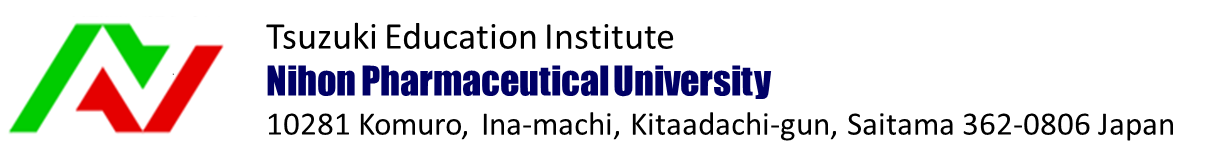 Tsuzuki Education Institute
Nihon Pharmaceutical University
10281 Komuro, Ina-machi, Kitaadachi-gun, Saitama 362-0806 Japan